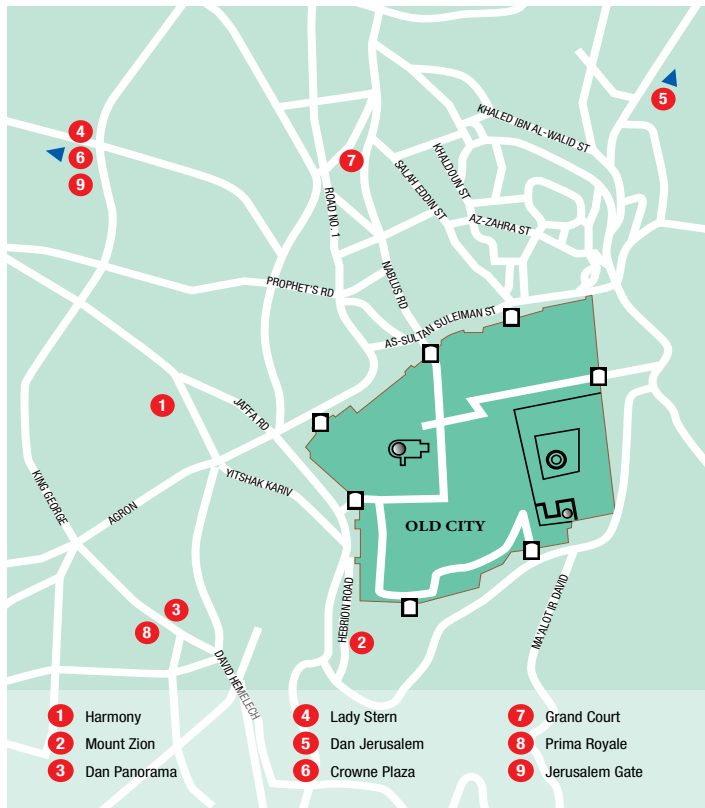 5
KHALED IBN AL-WALID ST
4
6
9
7
KHALDOUN ST
SALAH EDDIN ST
ROAD NO. 1
AZ-ZAHRA ST
NABLUS RD
PROPHET'S RD
AS-SULTAN SULEIMAN ST
1
JAFFA RD
YITSHAK KARIV
KING GEORGE
AGRON
OLD CITY
HEBRION ROAD
MA'ALOT IR DAVID
3
8
2
DAVID HEMELECH
1 Harmony
2 Mount Zion
3 Dan Panorama
4 Lady Stern
5 Dan Jerusalem
6 Crowne Plaza
7 Grand Court
8 Prima Royale
9 Jerusalem Gate